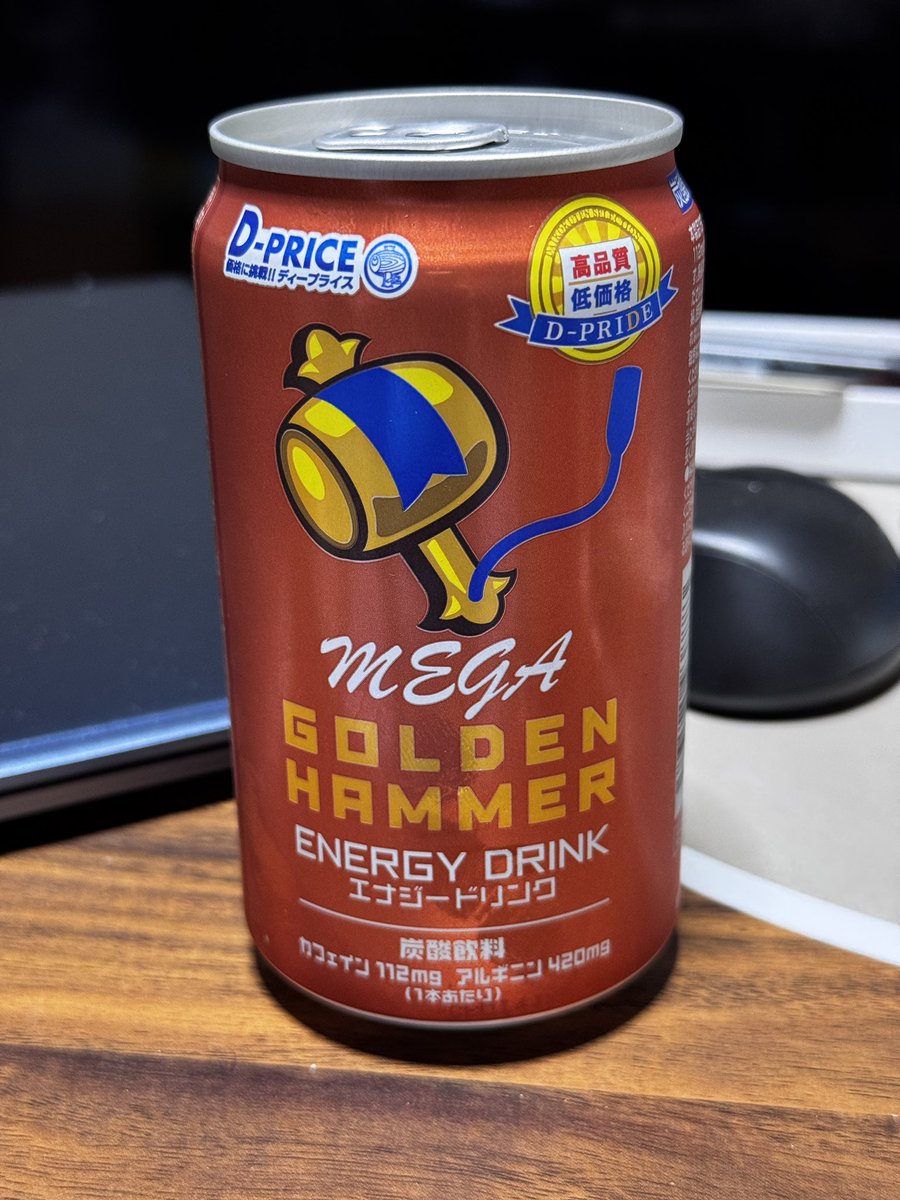 D-PRICE
価格に挑戦!! ディープライス
高品質
低価格
D-PRIDE
MEGA
GOLDEN
HAMMER
ENERGY DRINK
エナジードリンク
炭酸飲料
カフェイン 112mg アルギニン 420mg
(1本あたり)